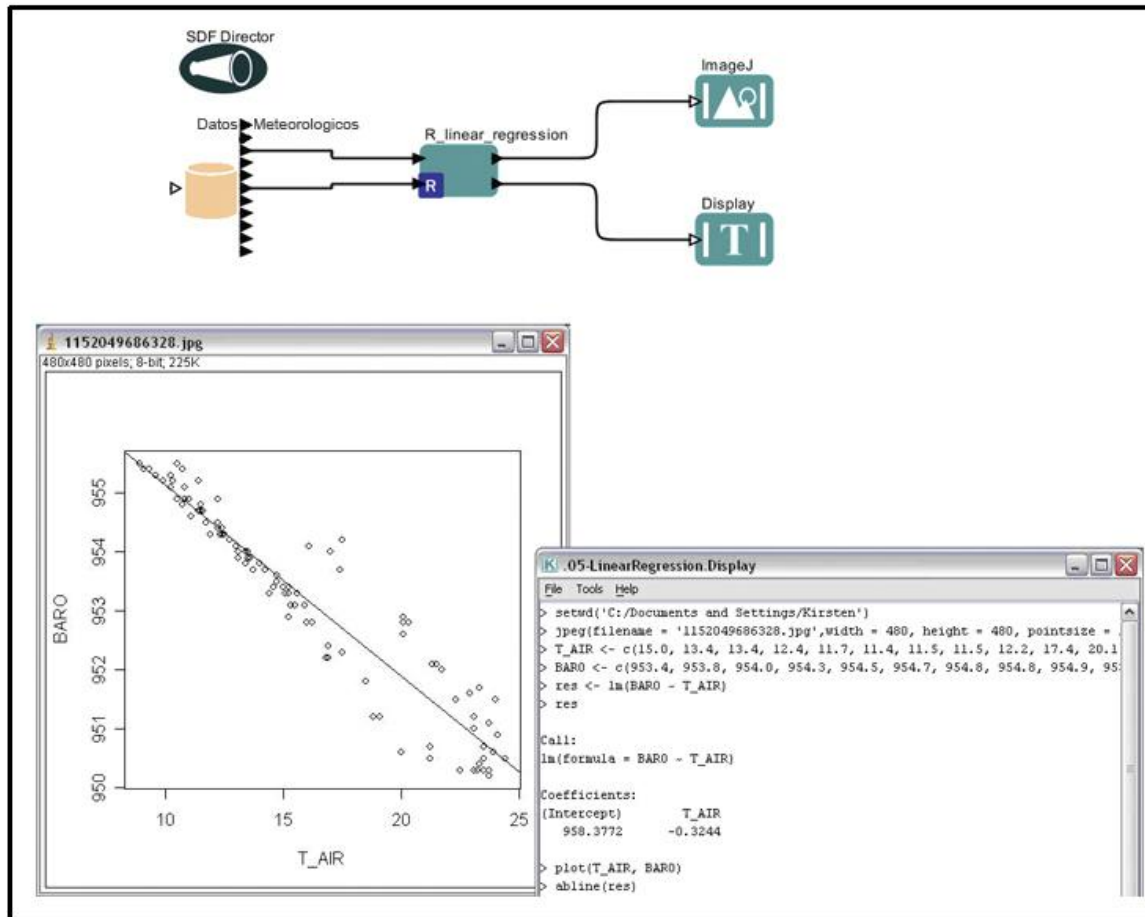 SDF Director
ImageJ
Datos Meteorologicos
R_linear_regression
R
Display
T
1152049686328.jpg
480x480 pixels; 8-bit; 225K
955
954
953
952
951
950
BARO
10 15 20 25
T_AIR
.05-LinearRegression.Display
File Tools Help
> setwd('C:/Documents and Settings/Kirsten')
> jpeg(filename = '1152049686328.jpg',width = 480, height = 480, pointsize =
> T_AIR <- c(15.0, 13.4, 13.4, 12.4, 11.7, 11.4, 11.5, 11.5, 12.2, 17.4, 20.1
> BARO <- c(953.4, 953.8, 954.0, 954.3, 954.5, 954.7, 954.8, 954.8, 954.9, 95
> res <- lm(BARO ~ T_AIR)
> res
Call:
lm(formula = BARO ~ T_AIR)
Coefficients:
(Intercept) T_AIR
958.3772 -0.3244
> plot(T_AIR, BARO)
> abline(res)